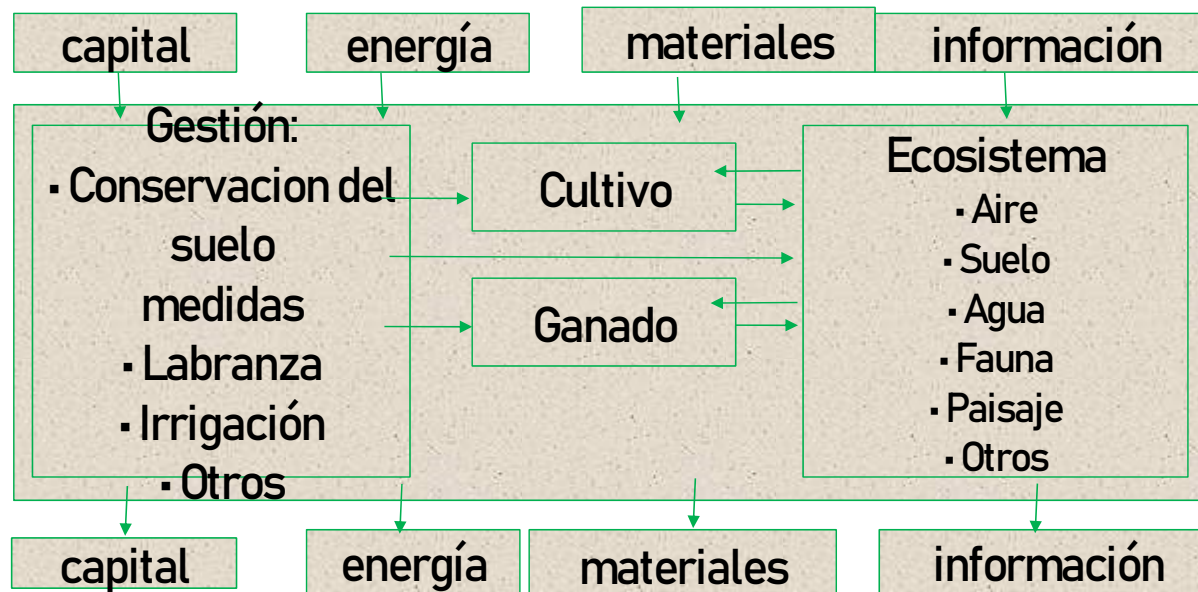 capital
energía
materiales
información
Gestión:
▪ Conservacion del
suelo
medidas
▪ Labranza
▪ Irrigación
▪ Otros
Cultivo
Ganado
Ecosistema
▪ Aire
▪ Suelo
▪ Agua
▪ Fauna
▪ Paisaje
▪ Otros
capital
energía
materiales
información